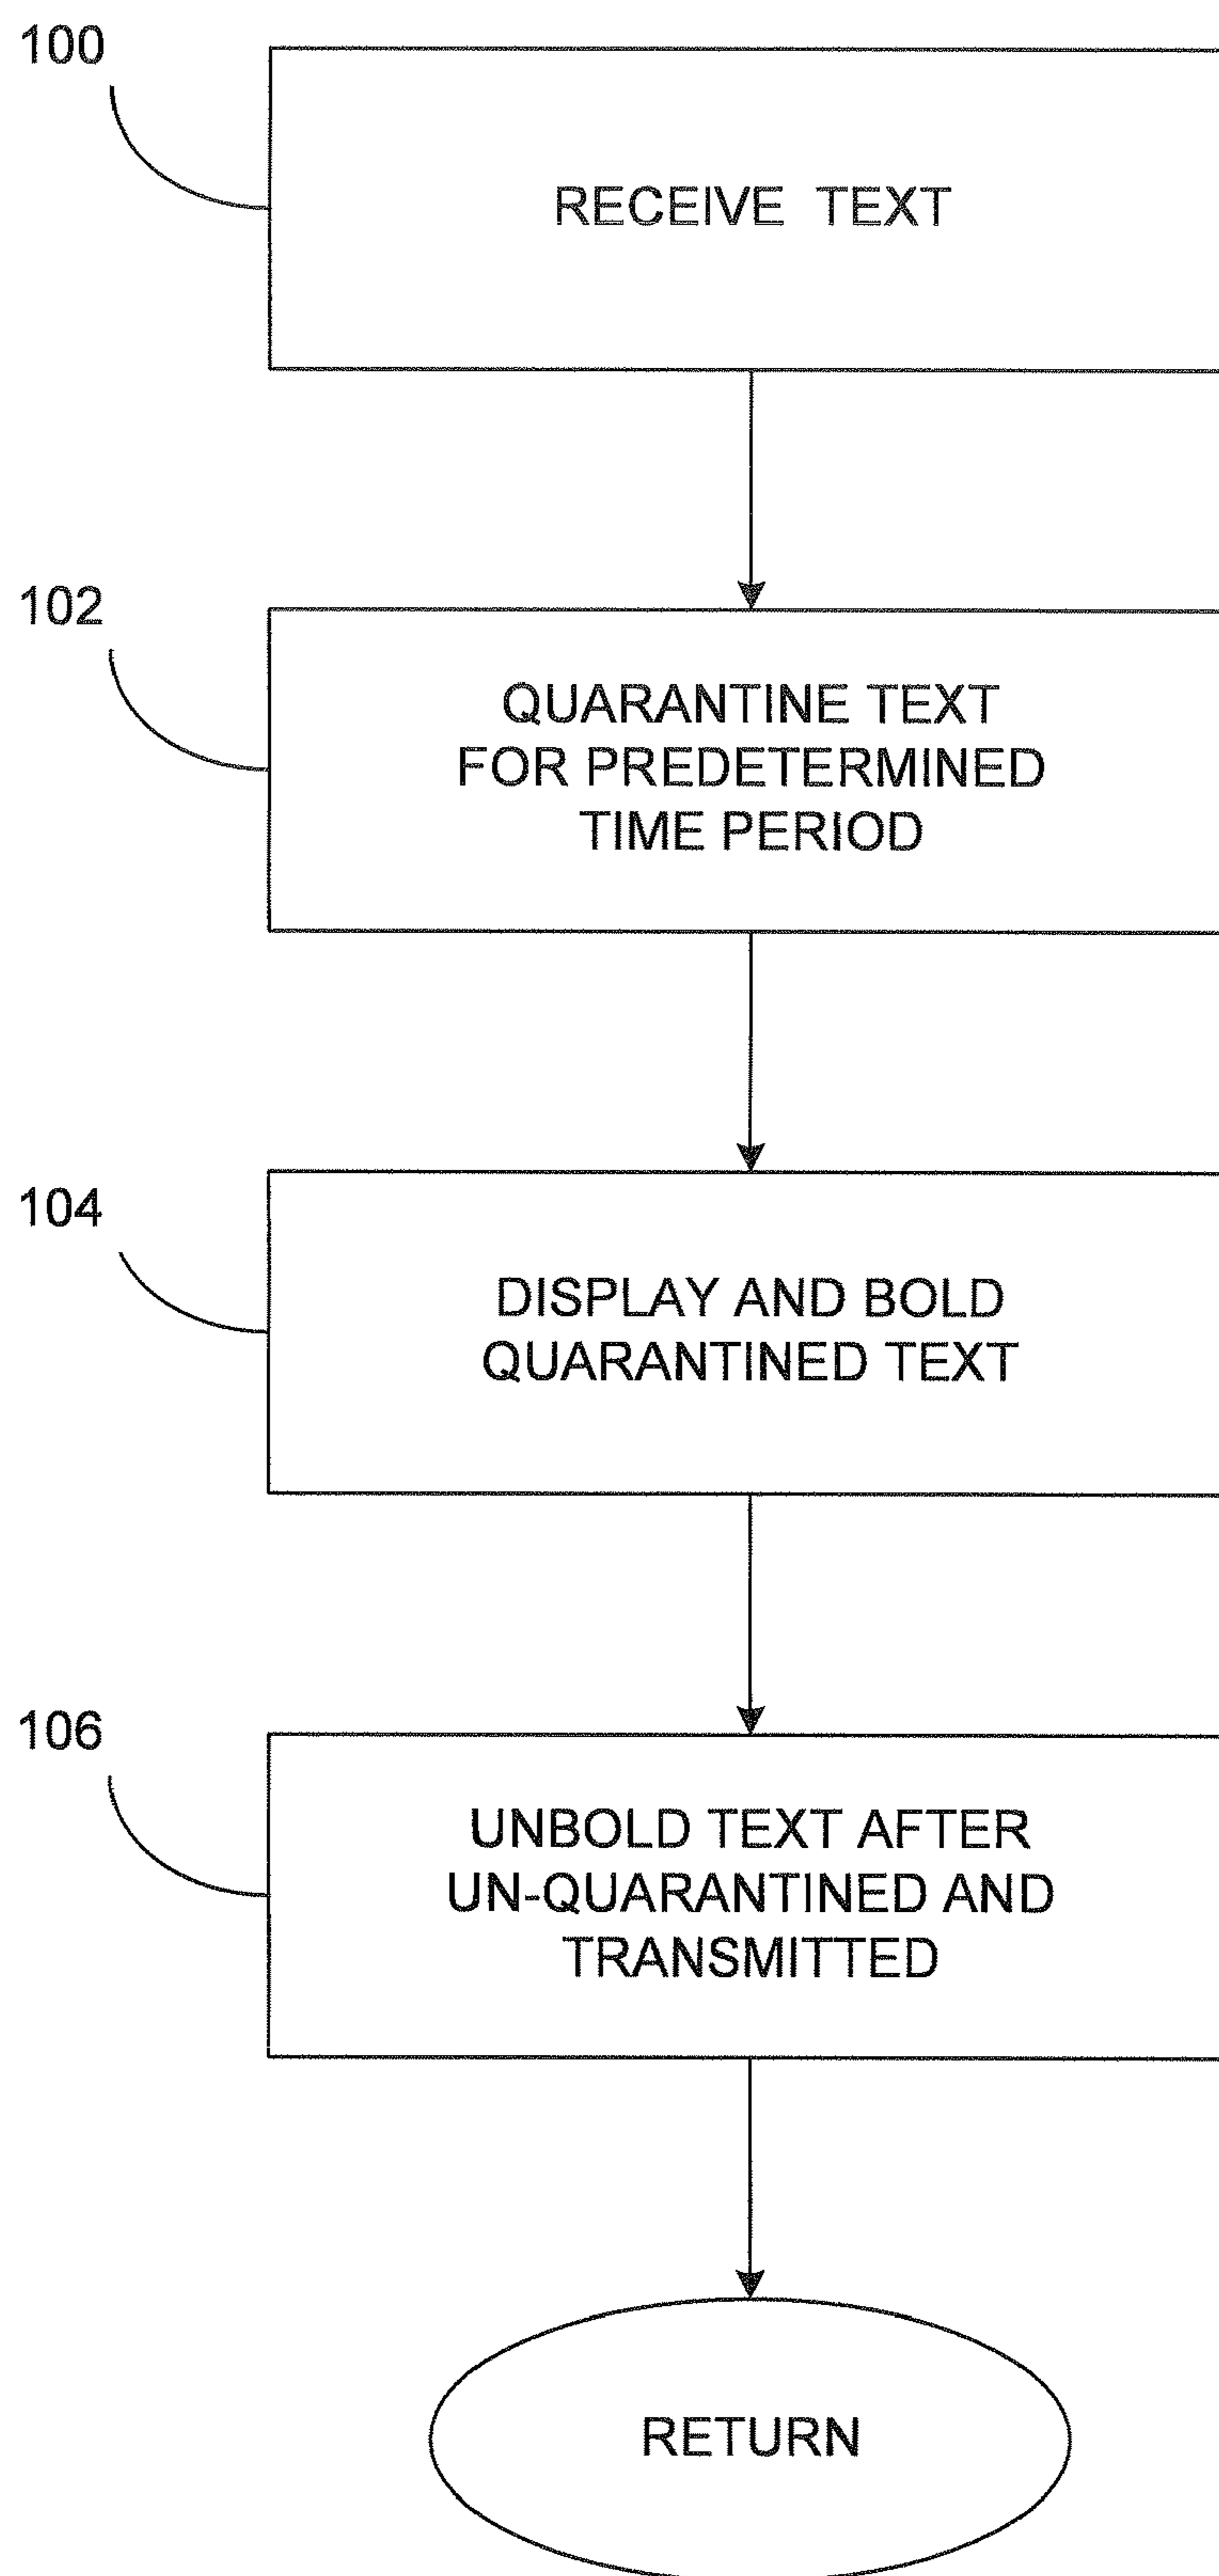 100
RECEIVE TEXT
102
QUARANTINE TEXT
FOR PREDETERMINED
TIME PERIOD
104
DISPLAY AND BOLD
QUARANTINED TEXT
106
UNBOLD TEXT AFTER
UN-QUARANTINED AND
TRANSMITTED
RETURN